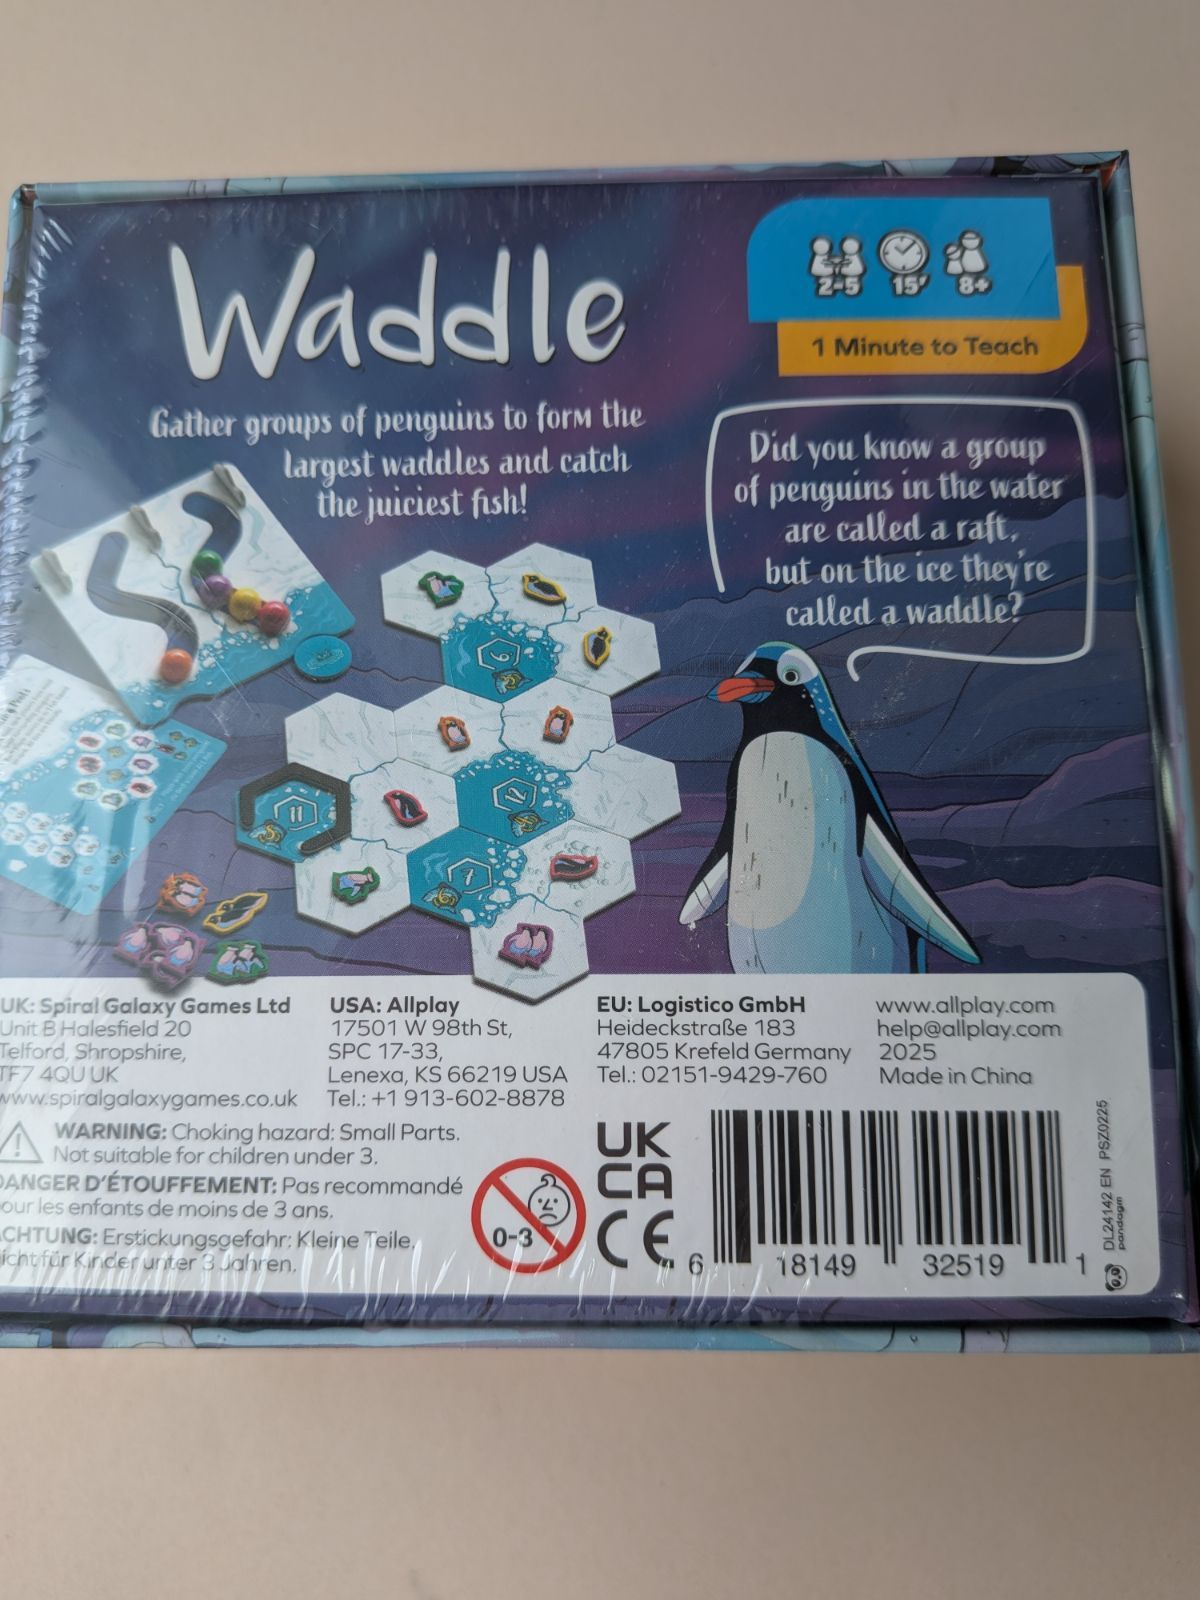 Waddle
2-5 15' 8+
1 Minute to Teach
Gather groups of penguins to form the
largest waddles and catch
the juiciest fish!
Did you know a group
of penguins in the water
are called a raft,
but on the ice they're
called a waddle?
6
12
11
7
UK: Spiral Galaxy Games Ltd
Unit B Halesfield 20
Telford, Shropshire,
TF7 4QU UK
www.spiralgalaxygames.co.uk
USA: Allplay
17501 W 98th St,
SPC 17-33,
Lenexa, KS 66219 USA
Tel.: +1 913-602-8878
EU: Logistico GmbH
Heideckstraße 183
47805 Krefeld Germany
Tel.: 02151-9429-760
www.allplay.com
help@allplay.com
2025
Made in China
WARNING: Choking hazard: Small Parts.
Not suitable for children under 3.
DANGER D'ÉTOUFFEMENT: Pas recommandé
pour les enfants de moins de 3 ans.
ACHTUNG: Erstickungsgefahr: Kleine Teile.
nicht für Kinder unter 3 Jahren.
0-3
UK
CA
CE
6 18149 32519 1
DL24142 EN PSZ0225
pandagm